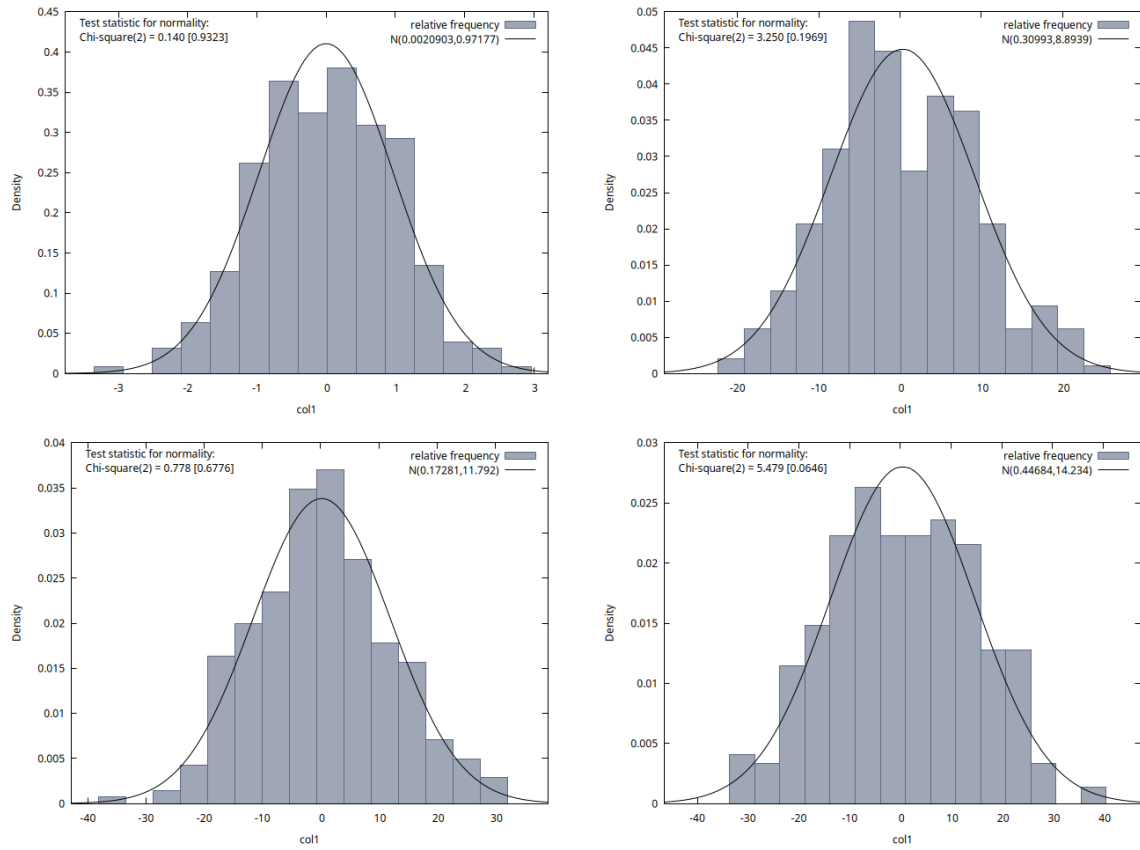 Test statistic for normality:
Chi-square(2) = 0.140 [0.9323]
relative frequency
N(0.0020903,0.97177)
0.45
0.4
0.35
0.3
0.25
0.2
0.15
0.1
0.05
0
Density
-3 -2 -1 0 1 2 3
col1
Test statistic for normality:
Chi-square(2) = 3.250 [0.1969]
relative frequency
N(0.30993,8.8939)
0.05
0.045
0.04
0.035
0.03
0.025
0.02
0.015
0.01
0.005
0
Density
-20 -10 0 10 20
col1
Test statistic for normality:
Chi-square(2) = 0.778 [0.6776]
relative frequency
N(0.17281,11.792)
0.04
0.035
0.03
0.025
0.02
0.015
0.01
0.005
0
Density
-40 -30 -20 -10 0 10 20 30
col1
Test statistic for normality:
Chi-square(2) = 5.479 [0.0646]
relative frequency
N(0.44684,14.234)
0.03
0.025
0.02
0.015
0.01
0.005
0
Density
-40 -30 -20 -10 0 10 20 30 40
col1